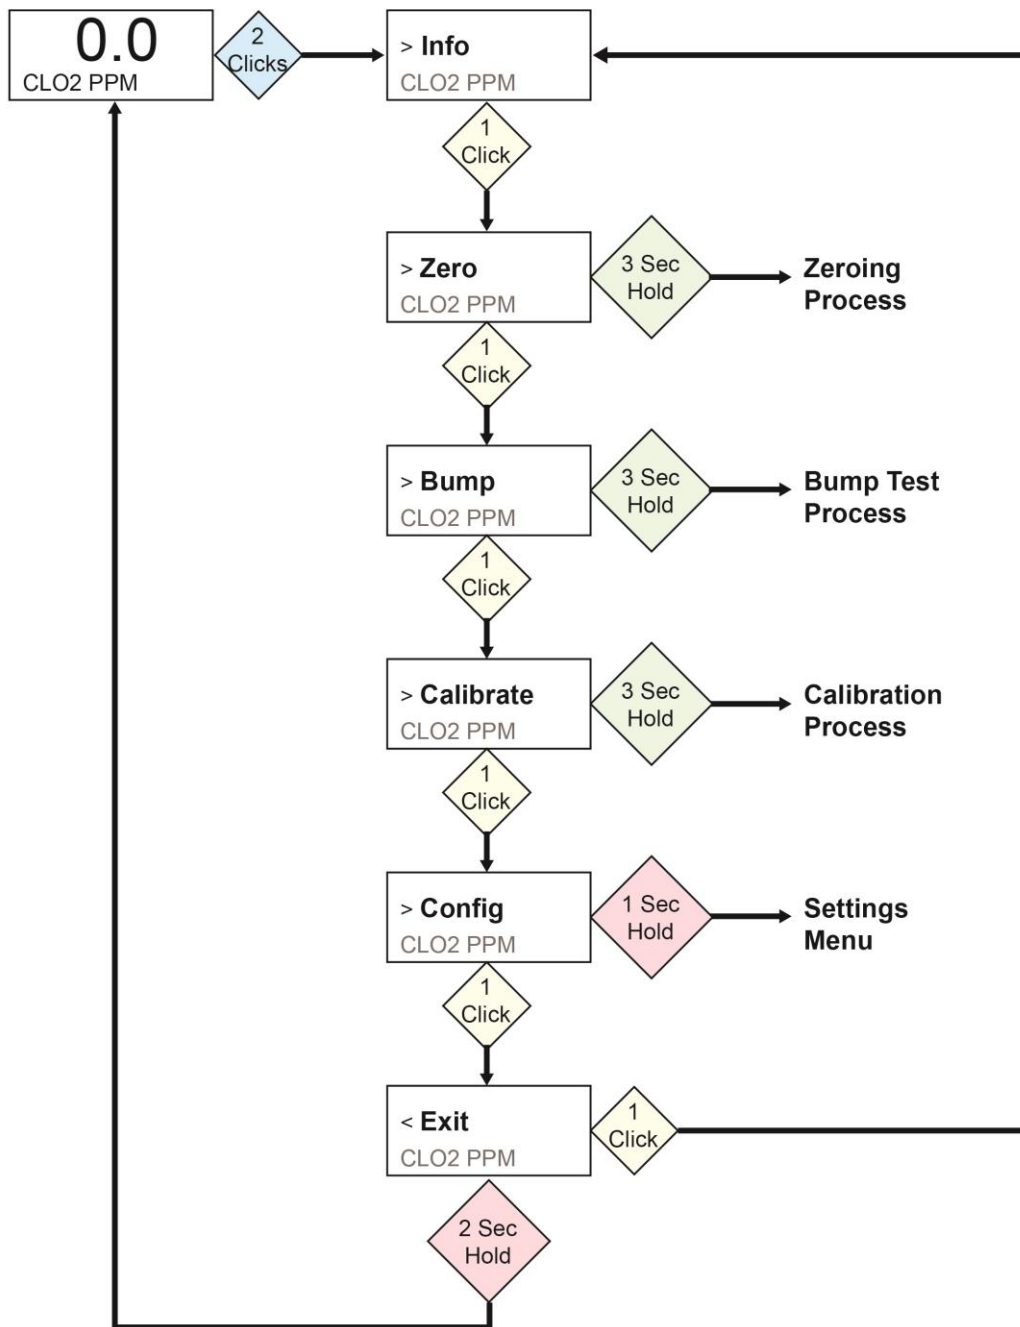 0.0
CLO2 PPM
2
Clicks
> Info
CLO2 PPM
1
Click
> Zero
CLO2 PPM
3 Sec
Hold
Zeroing
Process
1
Click
> Bump
CLO2 PPM
3 Sec
Hold
Bump Test
Process
1
Click
> Calibrate
CLO2 PPM
3 Sec
Hold
Calibration
Process
1
Click
> Config
CLO2 PPM
1 Sec
Hold
Settings
Menu
1
Click
< Exit
CLO2 PPM
1
Click
2 Sec
Hold